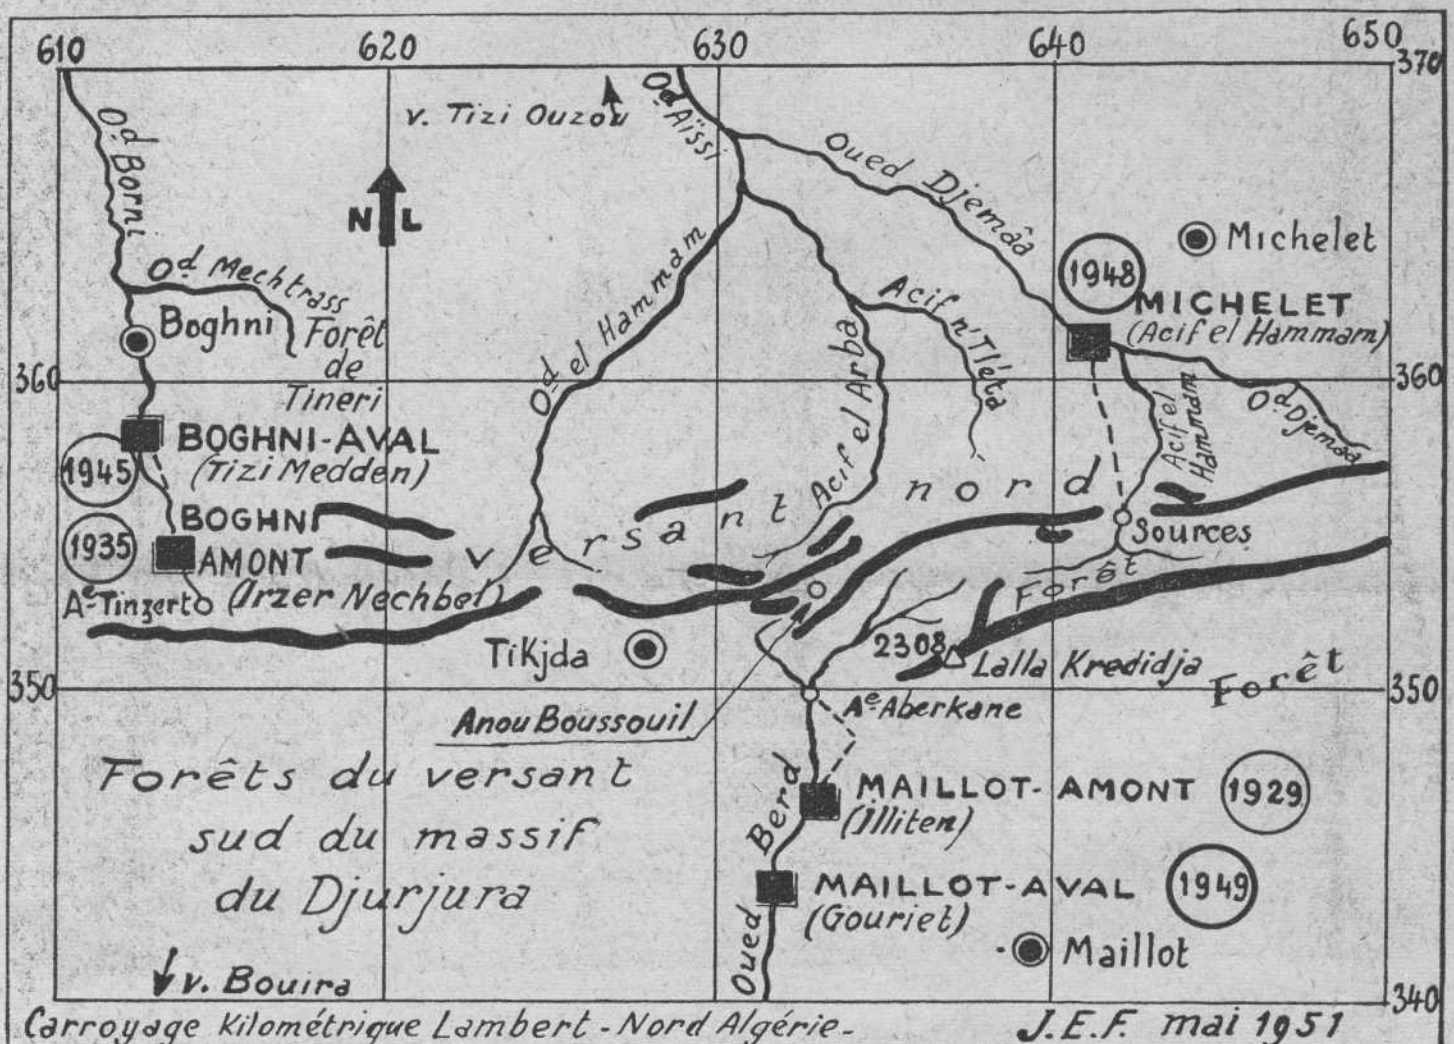 610 620 630 640 650
370
v. Tizi Ouzou
Od Aïssi
Od Borni
Oued Djemâa
N L
Michelet
Od Mechtrass
1948
MICHELET
(Acif el Hammam)
Boghni
Forêt
de
Tineri
Od el Hammam
Acif n'Tléta
Acif el Arba
360
360
Acif el
Hammam
Od Djemâa
BOGHNI-AVAL
(Tizi Medden)
1945
versant nord
BOGHNI
AMONT
(Irzer Nechbel)
1935
Ae Tinzert
Sources
Forêt
Tikjda
2308
Lalla Kredidja
Forêt
350
350
Ae Aberkane
Anou Boussouil
Forêts du versant
sud du massif
du Djurjura
MAILLOT-AMONT
(Illiten)
1929
Oued Berd
MAILLOT-AVAL
(Gouriet)
1949
Maillot
v. Bouira
340
Carroyage Kilométrique Lambert - Nord Algérie -
J.E.F. mai 1951